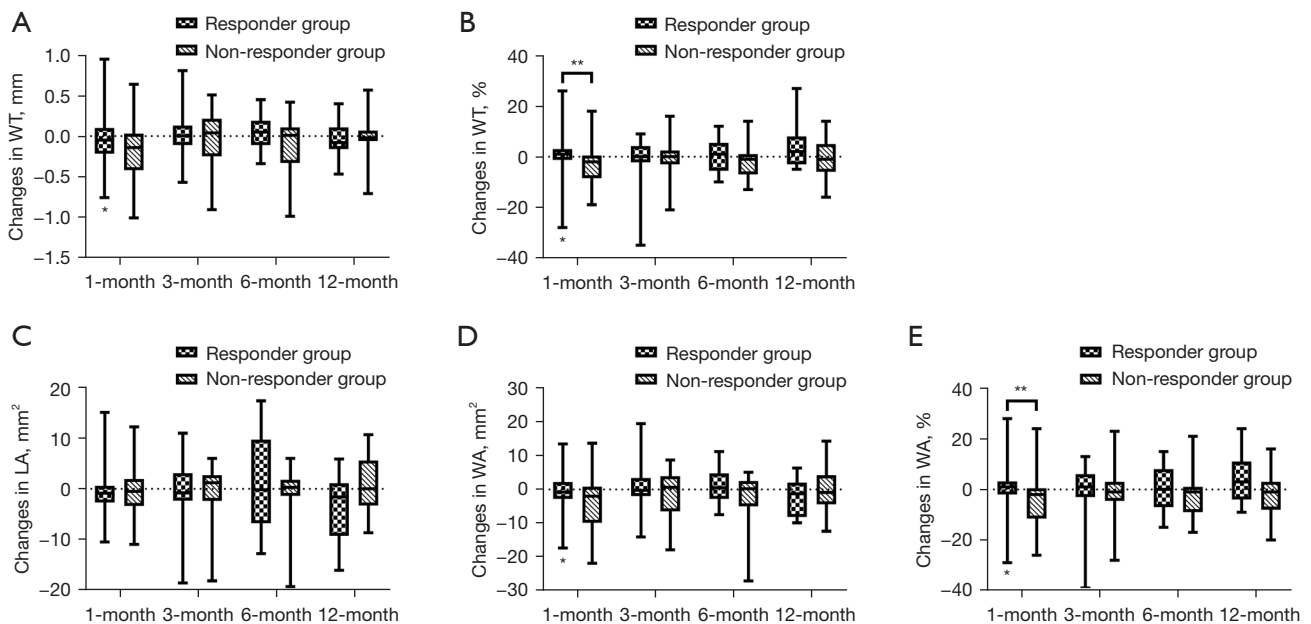 A
Responder group
Non-responder group
Changes in WT, mm
1.0
0.5
0.0
−0.5
−1.0
−1.5
*
1-month 3-month 6-month 12-month
B
Responder group
Non-responder group
Changes in WT, %
40
20
0
−20
−40
**
*
1-month 3-month 6-month 12-month
C
Responder group
Non-responder group
Changes in LA, mm²
20
10
0
−10
−20
1-month 3-month 6-month 12-month
D
Responder group
Non-responder group
Changes in WA, mm²
30
20
10
0
−10
−20
−30
*
1-month 3-month 6-month 12-month
E
Responder group
Non-responder group
Changes in WA, %
40
20
0
−20
−40
**
*
1-month 3-month 6-month 12-month